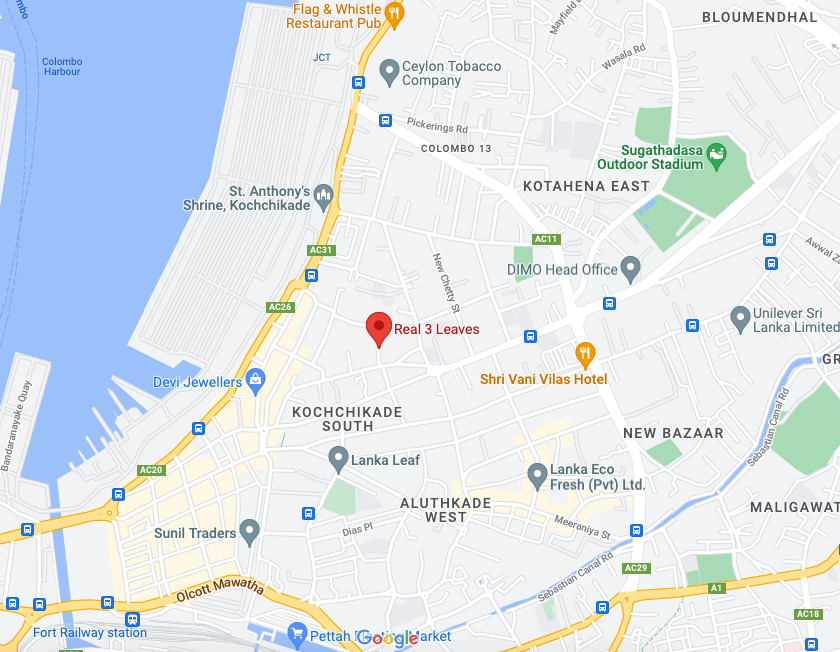 Flag & Whistle
Restaurant Pub
BLOUMENDHAL
Mayfield
Wasala Rd
Colombo
Harbour
JCT
Ceylon Tobacco
Company
Pickerings Rd
COLOMBO 13
Sugathadasa
Outdoor Stadium
St. Anthony's
Shrine, Kochchikade
KOTAHENA EAST
AC11
AC31
New Chetty St
DIMO Head Office
Awwal Za
AC26
Real 3 Leaves
Unilever Sri
Lanka Limited
Shri Vani Vilas Hotel
Devi Jewellers
GR
Bandaranayake Quay
Sebastian Canal Rd
KOCHCHIKADE
SOUTH
NEW BAZAAR
Lanka Leaf
AC20
Lanka Eco
Fresh (Pvt) Ltd.
ALUTHKADE
WEST
MALIGAWAT
Sunil Traders
Dias Pl
Meeraniya St
Sebastian Canal Rd
AC29
Olcott Mawatha
A1
AC18
Fort Railway station
Pettah
Market
Google